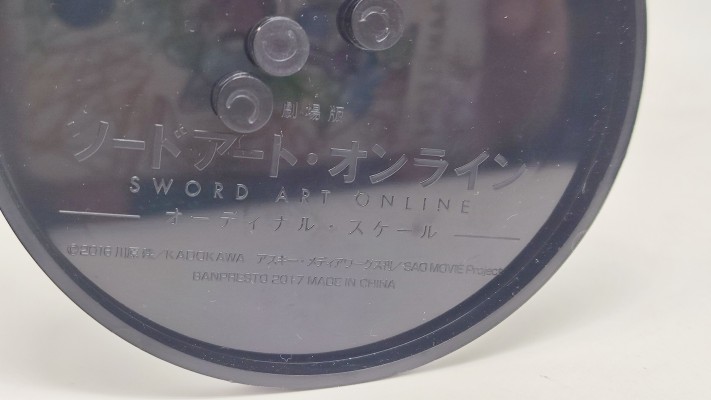 劇場版
ソードアート・オンライン
SWORD ART ONLINE
オーディナル・スケール
©2016 川原 礫／KADOKAWA アスキー・メディアワークス刊／SAO MOVIE Project
BANPRESTO 2017 MADE IN CHINA